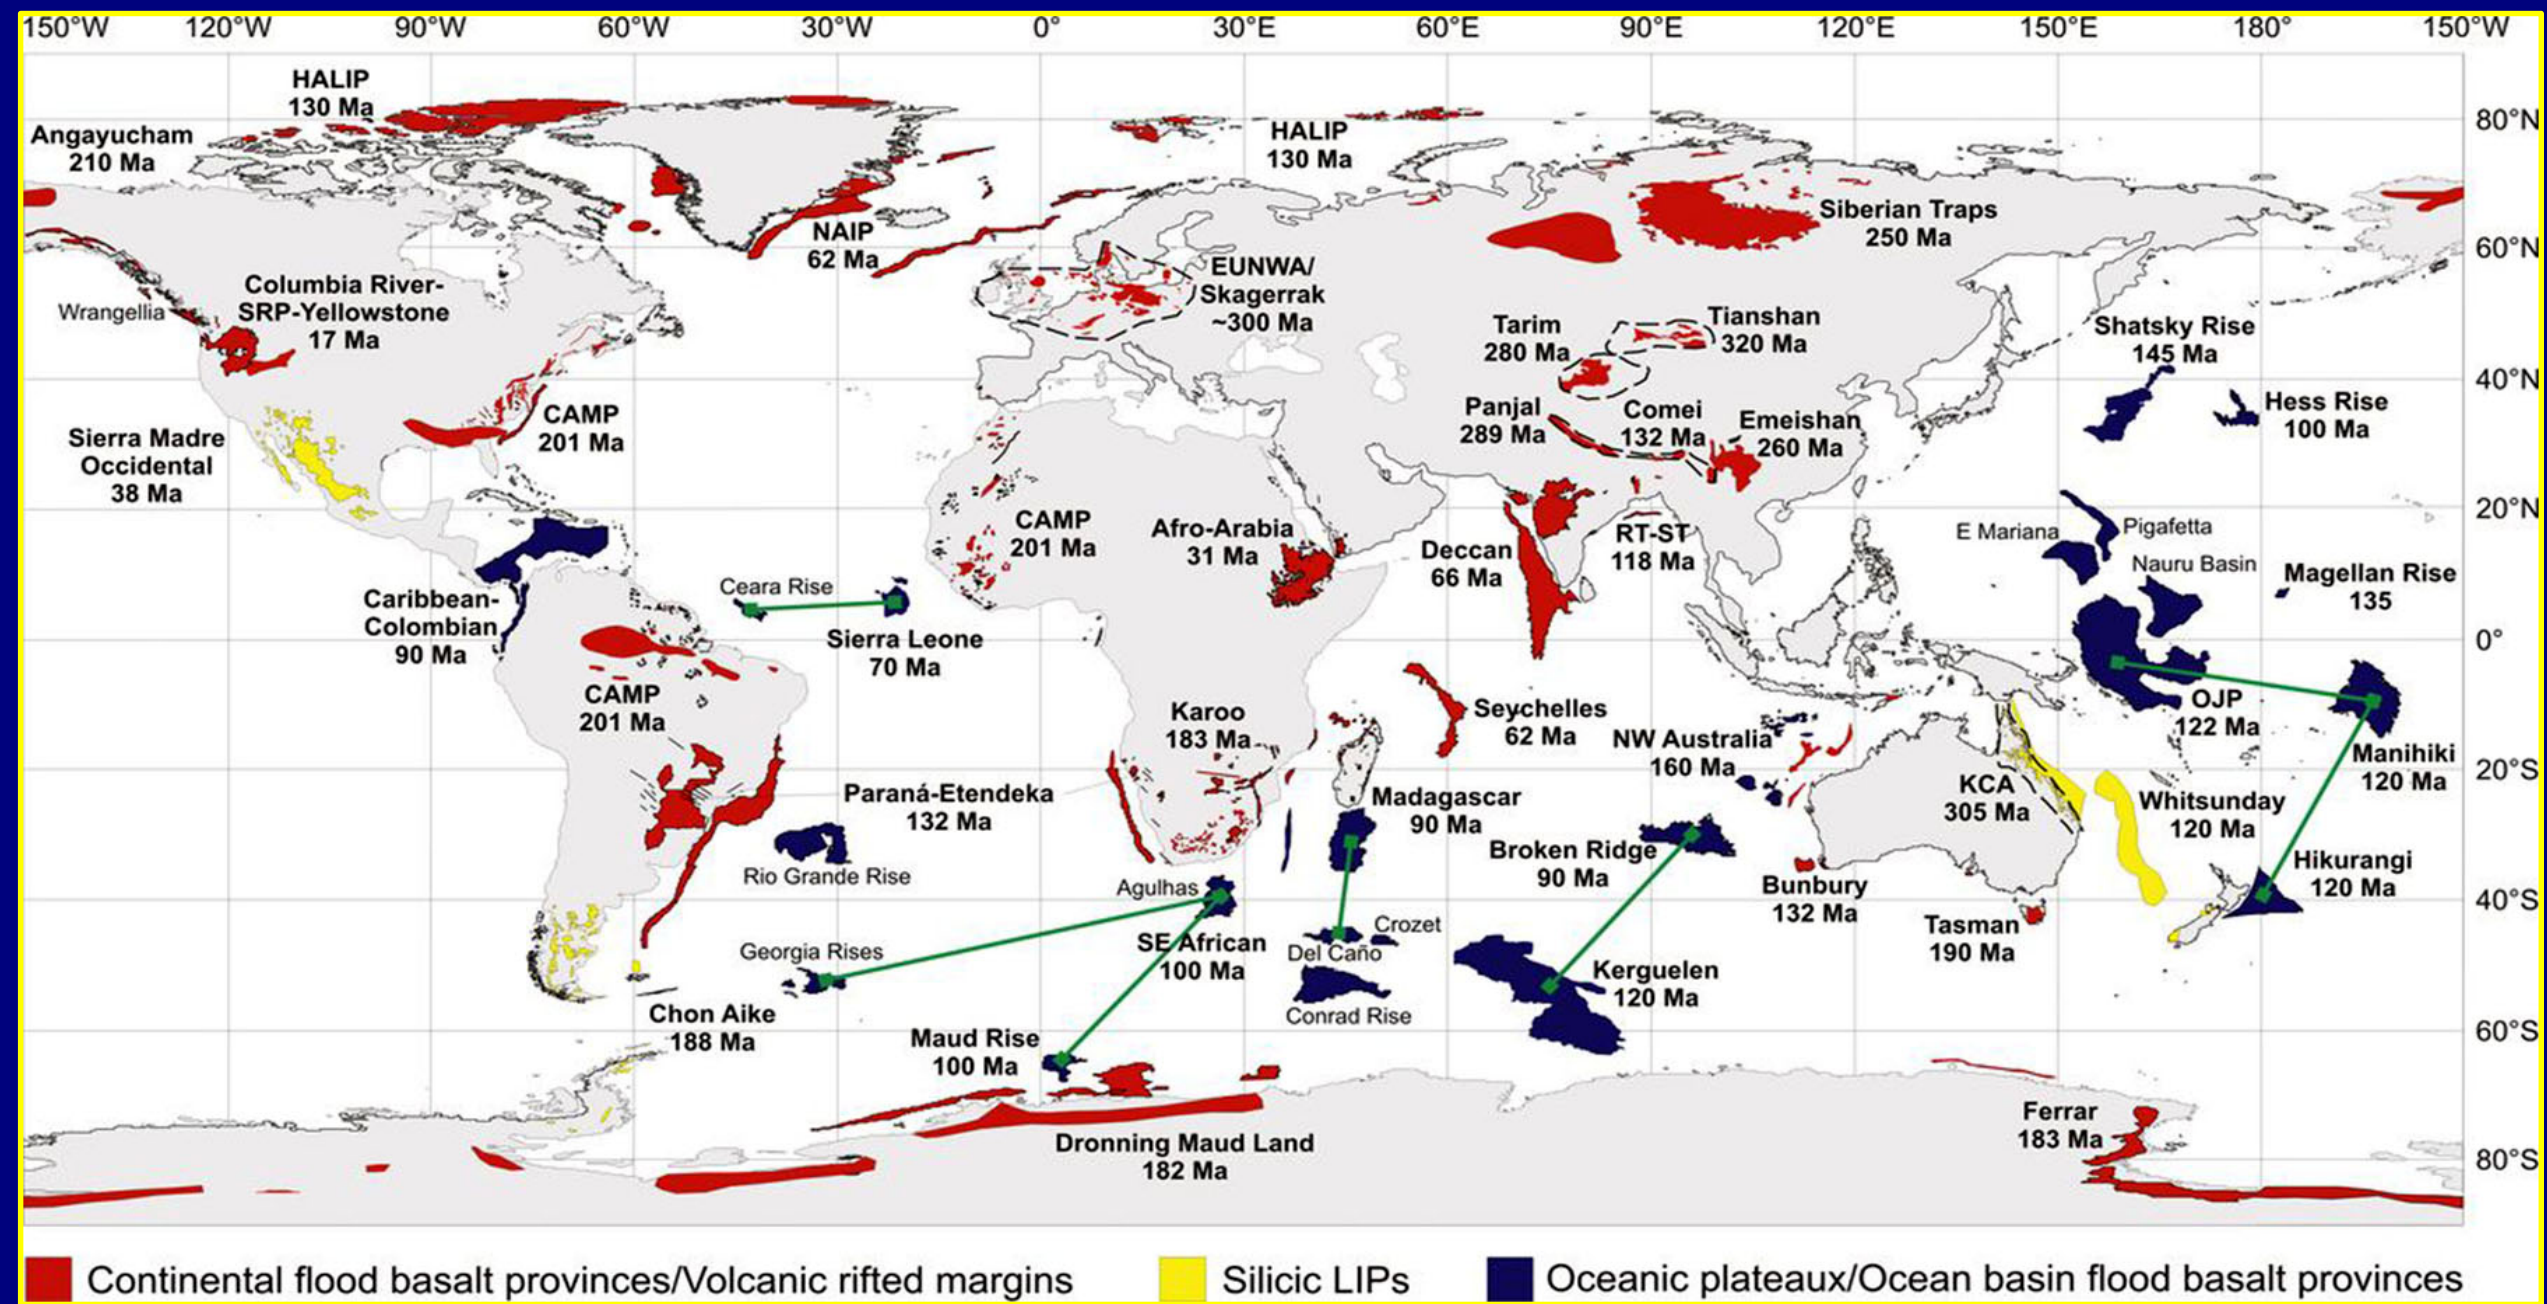 150°W 120°W 90°W 60°W 30°W 0° 30°E 60°E 90°E 120°E 150°E 180° 150°W
HALIP
130 Ma
Angayucham
210 Ma
HALIP
130 Ma
80°N
Siberian Traps
250 Ma
NAIP
62 Ma
60°N
EUNWA/
Skagerrak
~300 Ma
Columbia River-
SRP-Yellowstone
17 Ma
Wrangellia
Tarim
280 Ma
Tianshan
320 Ma
Shatsky Rise
145 Ma
40°N
Hess Rise
100 Ma
CAMP
201 Ma
Sierra Madre
Occidental
38 Ma
Panjal
289 Ma
Comei
132 Ma
Emeishan
260 Ma
20°N
CAMP
201 Ma
Afro-Arabia
31 Ma
Deccan
66 Ma
RT-ST
118 Ma
E Mariana
Pigafetta
Nauru Basin
Magellan Rise
135
Caribbean-
Colombian
90 Ma
Ceara Rise
Sierra Leone
70 Ma
0°
CAMP
201 Ma
Karoo
183 Ma
Seychelles
62 Ma
NW Australia
160 Ma
OJP
122 Ma
Manihiki
120 Ma
20°S
Paraná-Etendeka
132 Ma
Madagascar
90 Ma
KCA
305 Ma
Whitsunday
120 Ma
Rio Grande Rise
Broken Ridge
90 Ma
Agulhas
Bunbury
132 Ma
Hikurangi
120 Ma
40°S
Tasman
190 Ma
Georgia Rises
SE African
100 Ma
Crozet
Del Caño
Kerguelen
120 Ma
Conrad Rise
Chon Aike
188 Ma
60°S
Maud Rise
100 Ma
Dronning Maud Land
182 Ma
Ferrar
183 Ma
80°S
Continental flood basalt provinces/Volcanic rifted margins Silicic LIPs Oceanic plateaux/Ocean basin flood basalt provinces